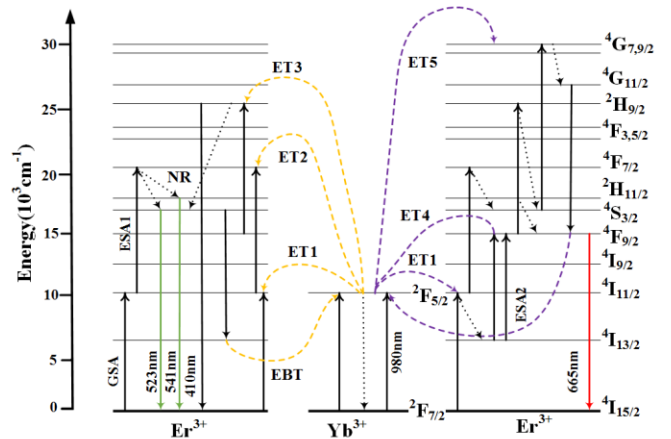 Energy(10³cm⁻¹)
30
25
20
15
10
5
0
ET3
ET5
ET2
NR
ESA1
ET4
ET1
ET1
²F₅/₂
ESA2
GSA
523nm
541nm
410nm
EBT
980nm
665nm
²F₇/₂
Er³⁺
Yb³⁺
Er³⁺
⁴G₇,₉/₂
⁴G₁₁/₂
²H₉/₂
⁴F₃,₅/₂
⁴F₇/₂
²H₁₁/₂
⁴S₃/₂
⁴F₉/₂
⁴I₉/₂
⁴I₁₁/₂
⁴I₁₃/₂
⁴I₁₅/₂